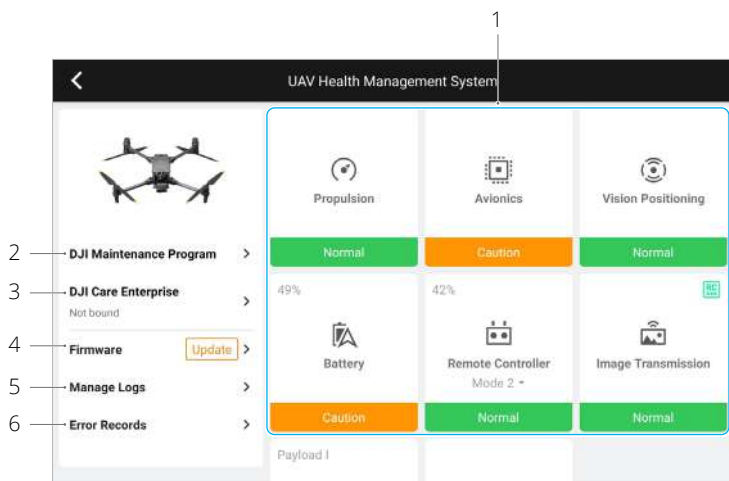 1
UAV Health Management System
Propulsion
Avionics
Vision Positioning
Normal
Caution
Normal
2
DJI Maintenance Program
3
DJI Care Enterprise
Not bound
4
Firmware
Update
5
Manage Logs
6
Error Records
49%
42%
RC
Battery
Remote Controller
Mode 2
Image Transmission
Caution
Normal
Normal
Payload I